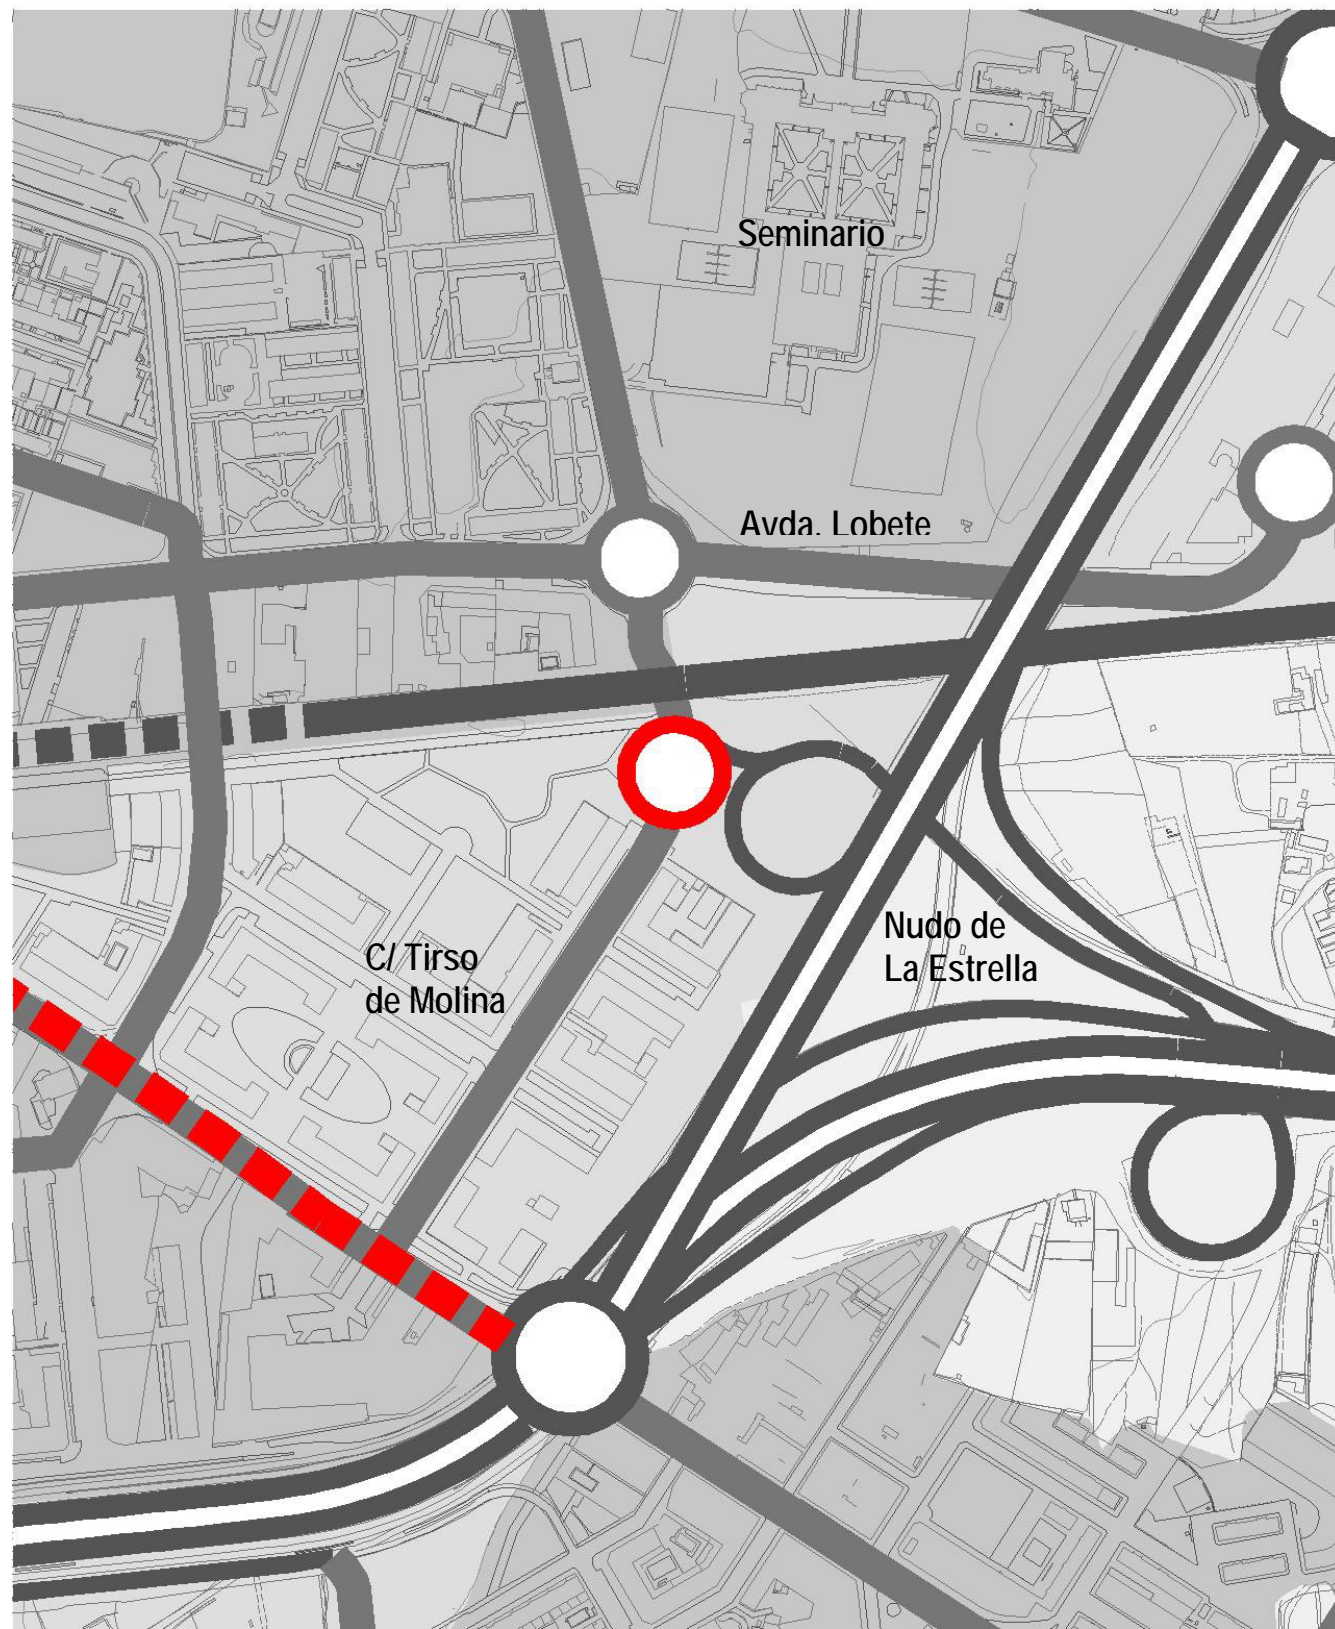 Seminario
Avda. Lobete
Nudo de
La Estrella
C/ Tirso
de Molina